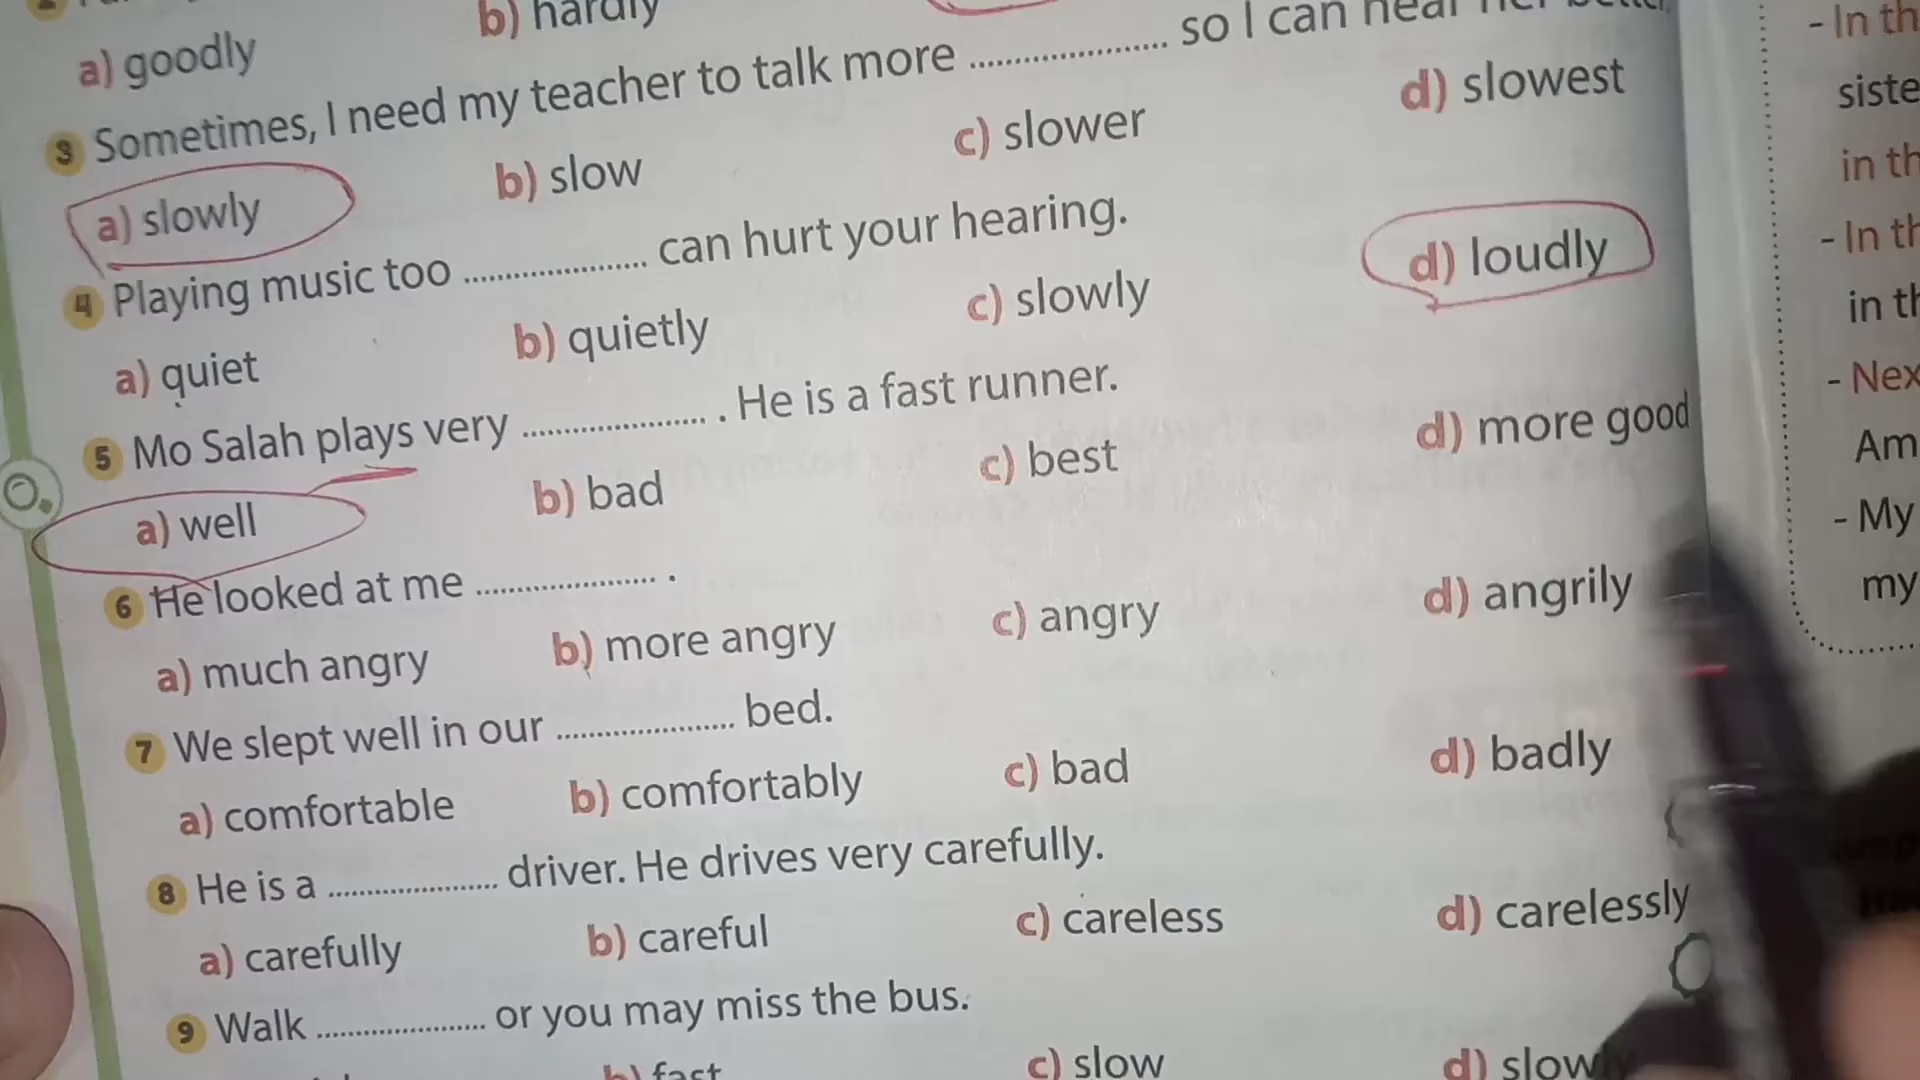 b) hardly
a) goodly
3 Sometimes, I need my teacher to talk more .................... so I can hear her better.
a) slowly b) slow c) slower d) slowest
4 Playing music too .................... can hurt your hearing.
a) quiet b) quietly c) slowly d) loudly
5 Mo Salah plays very .................... . He is a fast runner.
a) well b) bad c) best d) more good
6 He looked at me .................... .
a) much angry b) more angry c) angry d) angrily
7 We slept well in our .................... bed.
a) comfortable b) comfortably c) bad d) badly
8 He is a .................... driver. He drives very carefully.
a) carefully b) careful c) careless d) carelessly
9 Walk .................... or you may miss the bus.
b) fast c) slow d) slowly
- In th
siste
in th
- In th
in th
- Nex
Am
- My
my